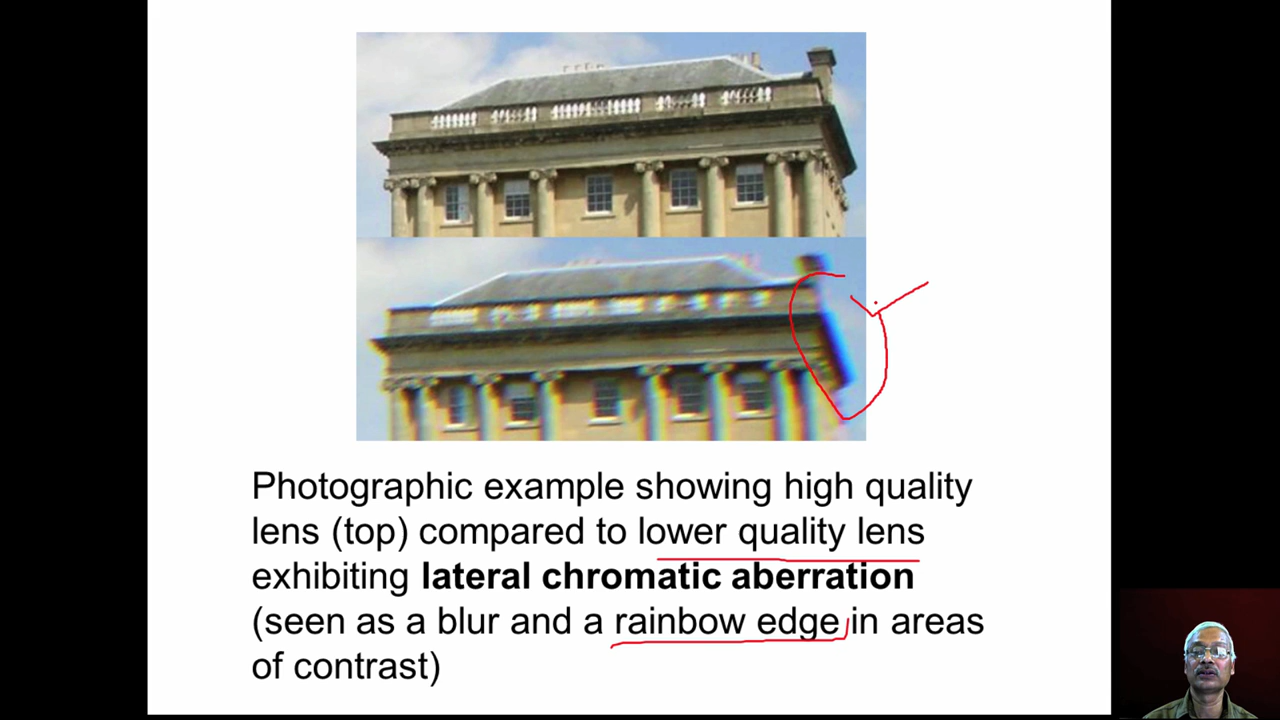 Photographic example showing high quality
lens (top) compared to lower quality lens
exhibiting lateral chromatic aberration
(seen as a blur and a rainbow edge in areas
of contrast)